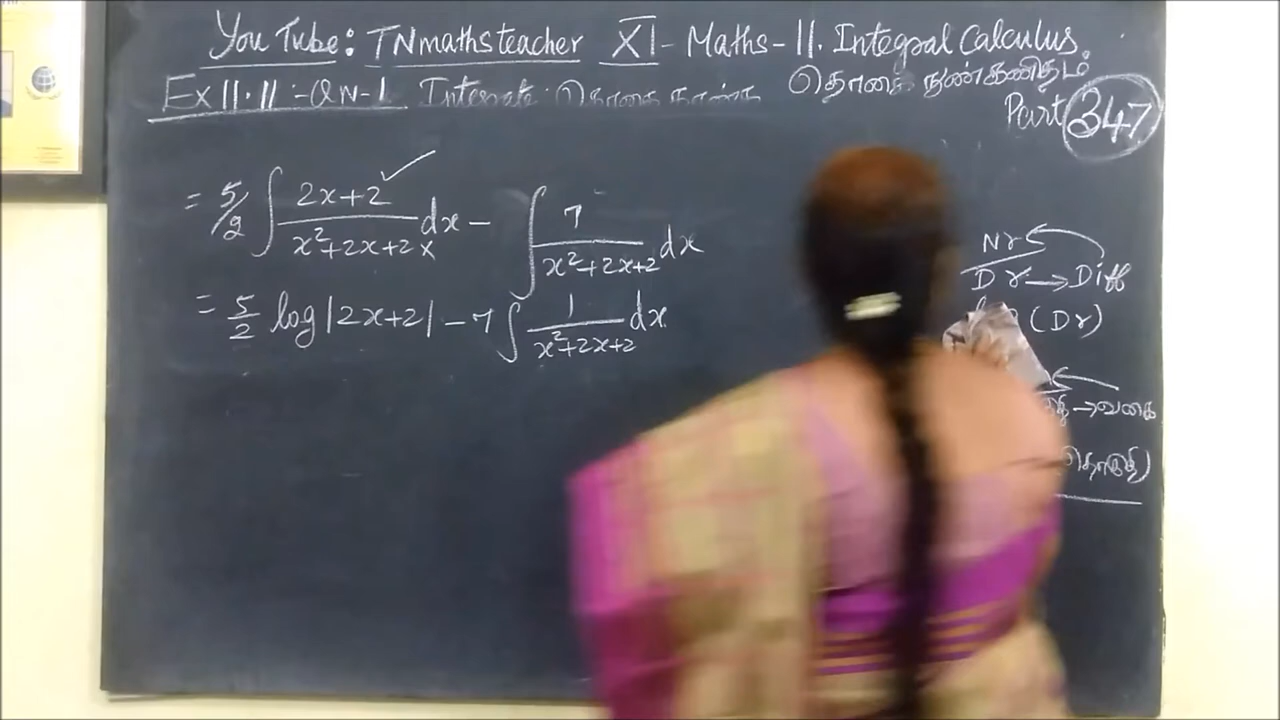 YouTube: TNmathsteacher XI - Maths - 11. Integral Calculus.
தொகை நுண்கணிதம்
Ex 11.11 :- QN-1 Integrate: தொகை காண்க
Part 347
= 5/2 ∫ (2x+2)/(x²+2x+2) dx - ∫ 7/(x²+2x+2) dx
= 5/2 log |2x+2| - 7 ∫ 1/(x²+2x+2) dx
Nr
Dr → Diff
(Dr)
→ வகை